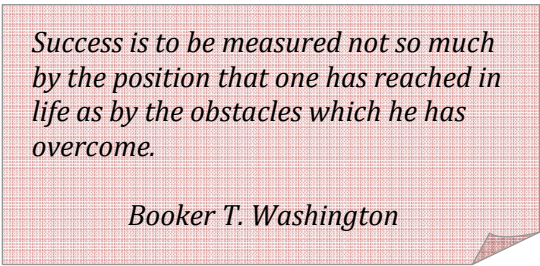 Success is to be measured not so much
by the position that one has reached in
life as by the obstacles which he has
overcome.
Booker T. Washington